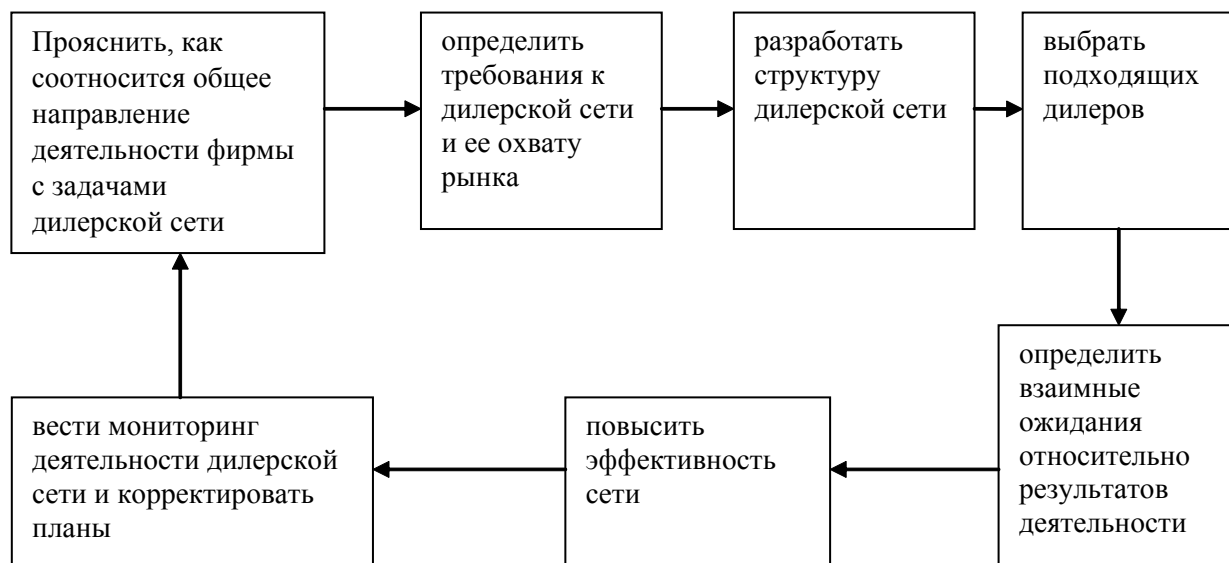 Прояснить, как
соотносится общее
направление
деятельности фирмы
с задачами
дилерской сети
определить
требования к
дилерской сети
и ее охвату
рынка
разработать
структуру
дилерской сети
выбрать
подходящих
дилеров
определить
взаимные
ожидания
относительно
результатов
деятельности
повысить
эффективность
сети
вести мониторинг
деятельности дилерской
сети и корректировать
планы